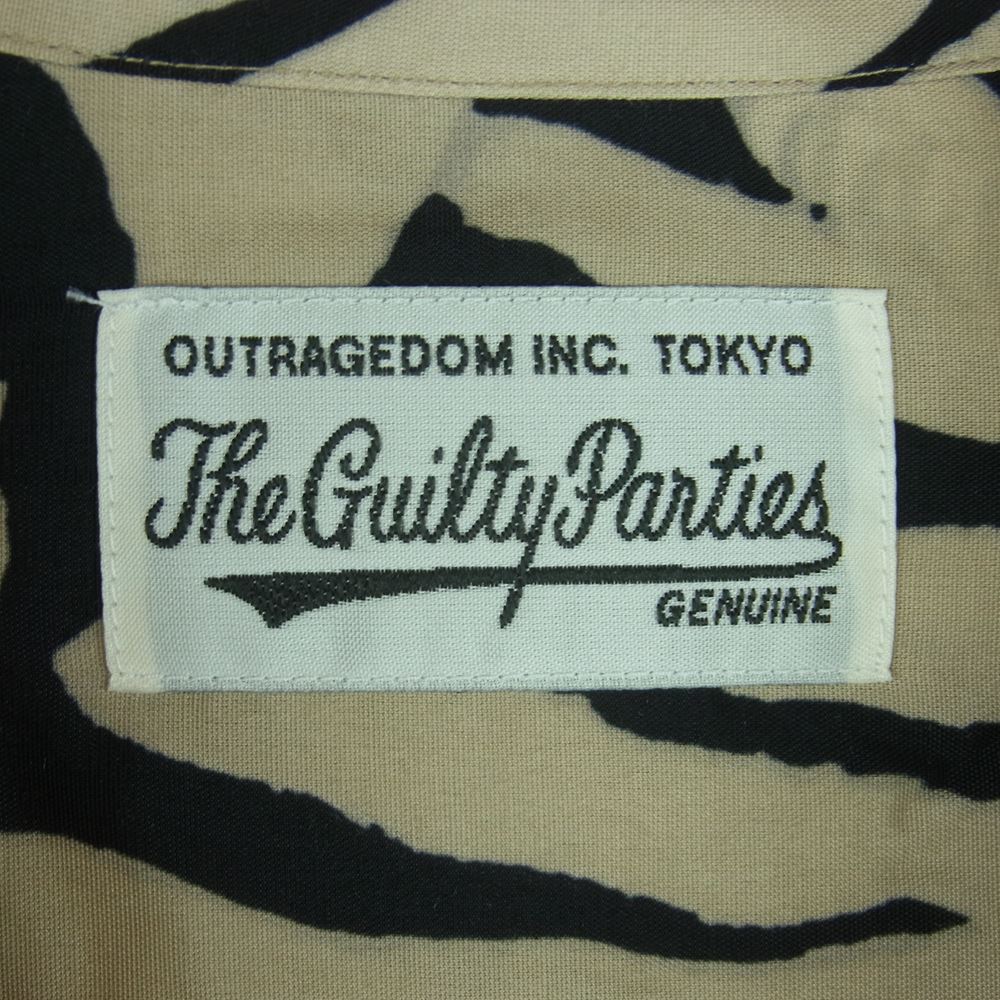 OUTRAGEDOM INC. TOKYO
The Guilty Parties
GENUINE